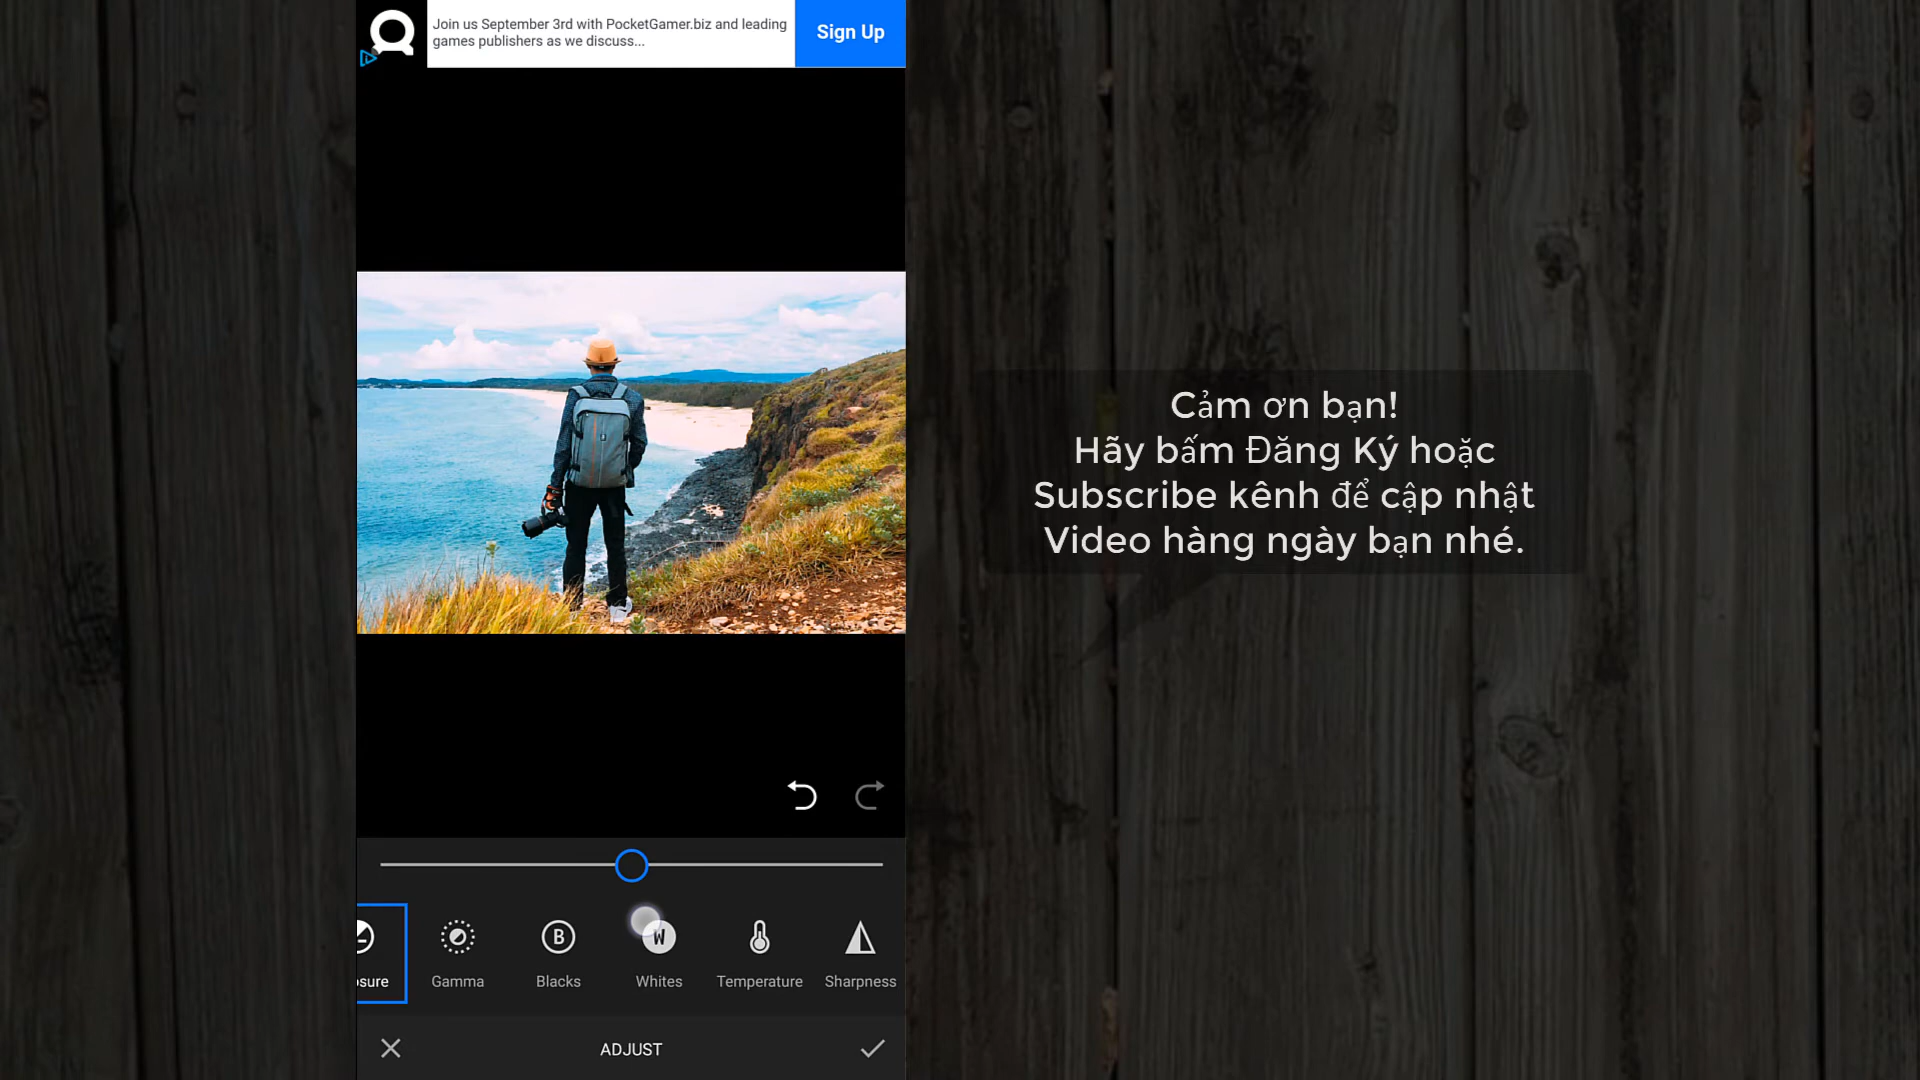 Join us September 3rd with PocketGamer.biz and leading
games publishers as we discuss...
Sign Up
Cảm ơn bạn!
Hãy bấm Đăng Ký hoặc
Subscribe kênh để cập nhật
Video hàng ngày bạn nhé.
B
W
osure
Gamma
Blacks
Whites
Temperature
Sharpness
ADJUST